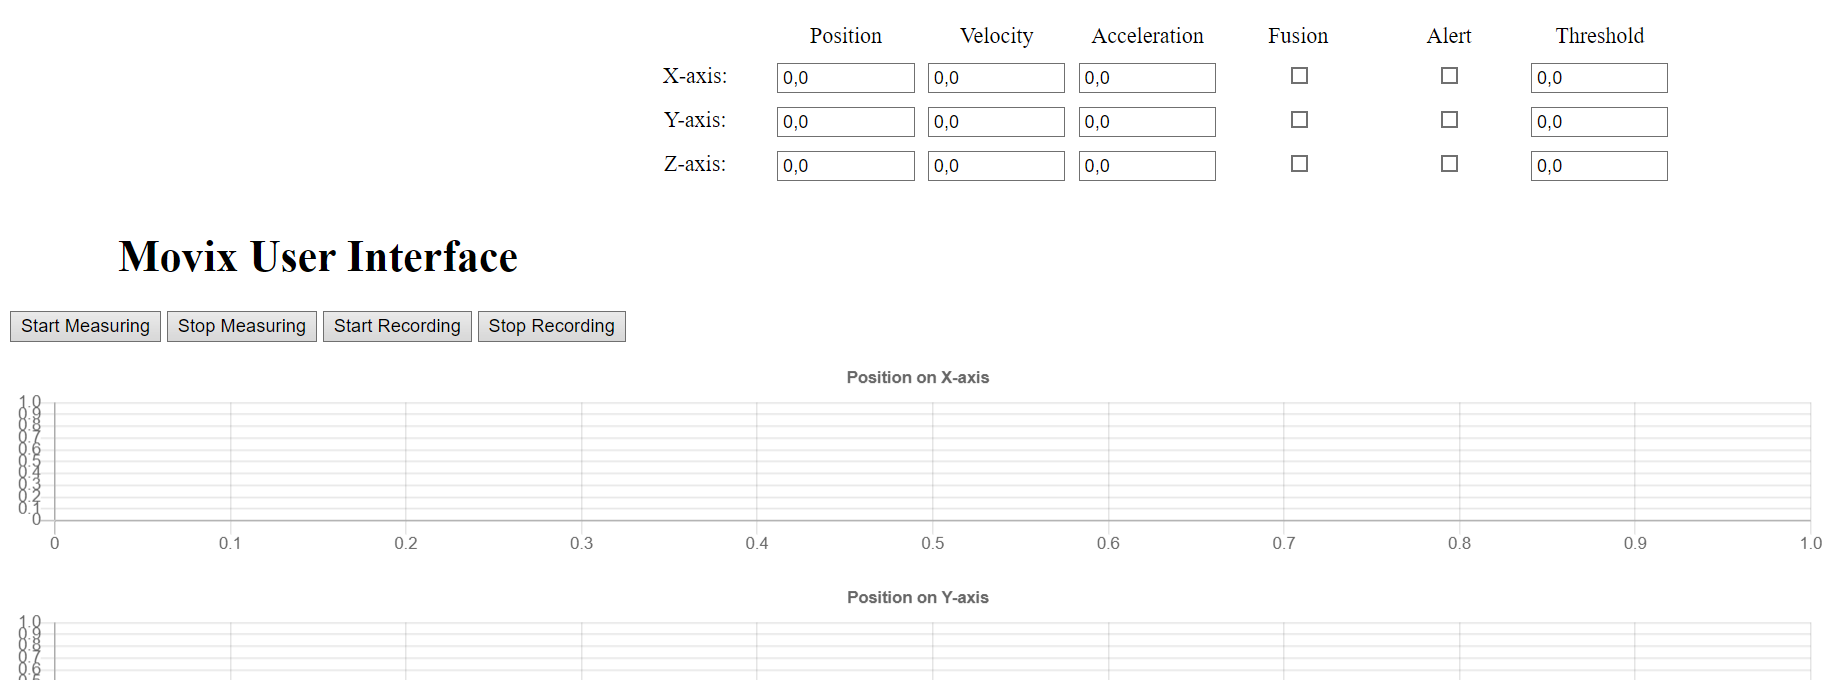 Position Velocity Acceleration Fusion Alert Threshold
X-axis: 0,0 0,0 0,0 0,0
Y-axis: 0,0 0,0 0,0 0,0
Z-axis: 0,0 0,0 0,0 0,0
Movix User Interface
Start Measuring Stop Measuring Start Recording Stop Recording
Position on X-axis
1.0
0.9
0.8
0.7
0.6
0.5
0.4
0.3
0.2
0.1
0
0 0.1 0.2 0.3 0.4 0.5 0.6 0.7 0.8 0.9 1.0
Position on Y-axis
1.0
0.9
0.8
0.7
0.6
0.5